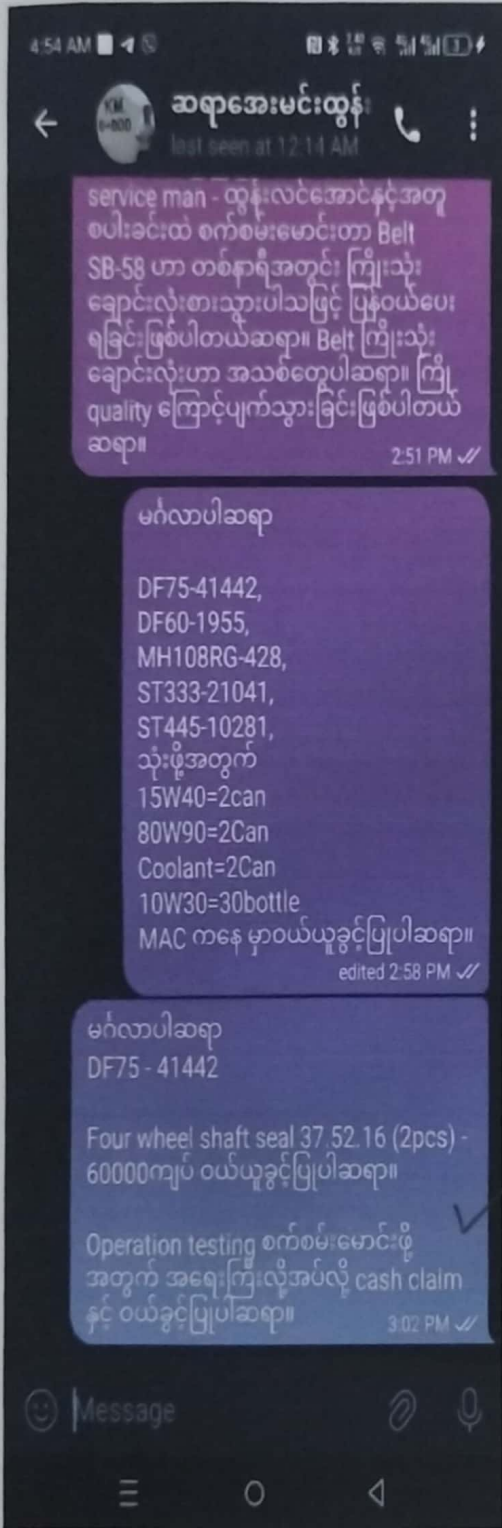 4:54 AM
ဆရာအေးမင်းထွန်း
last seen at 12:14 AM
service man - ထွန်းလင်အောင်နှင့်အတူ
စပါးခင်းထဲ စက်စမ်းမောင်းတာ Belt
SB-58 ဟာ တစ်နာရီအတွင်း ကြိုးသုံး
ချောင်းလုံးစားသွားပါသဖြင့် ပြန်ဝယ်ပေး
ရခြင်းဖြစ်ပါတယ်ဆရာ။ Belt ကြိုးသုံး
ချောင်းလုံးဟာ အသစ်တွေပါဆရာ။ ကြိုး
quality ကြောင့်ပျက်သွားခြင်းဖြစ်ပါတယ်
ဆရာ။
2:51 PM
မင်္ဂလာပါဆရာ
DF75-41442,
DF60-1955,
MH108RG-428,
ST333-21041,
ST445-10281,
သုံးဖို့အတွက်
15W40=2can
80W90=2Can
Coolant=2Can
10W30=30bottle
MAC ကနေ မှာဝယ်ယူခွင့်ပြုပါဆရာ။
edited 2:58 PM
မင်္ဂလာပါဆရာ
DF75 - 41442
Four wheel shaft seal 37.52.16 (2pcs) -
60000ကျပ် ဝယ်ယူခွင့်ပြုပါဆရာ။
Operation testing စက်စမ်းမောင်းဖို့
အတွက် အရေးကြီးလိုအပ်လို့ cash claim
နှင့် ဝယ်ခွင့်ပြုပါဆရာ။
3:02 PM
Message